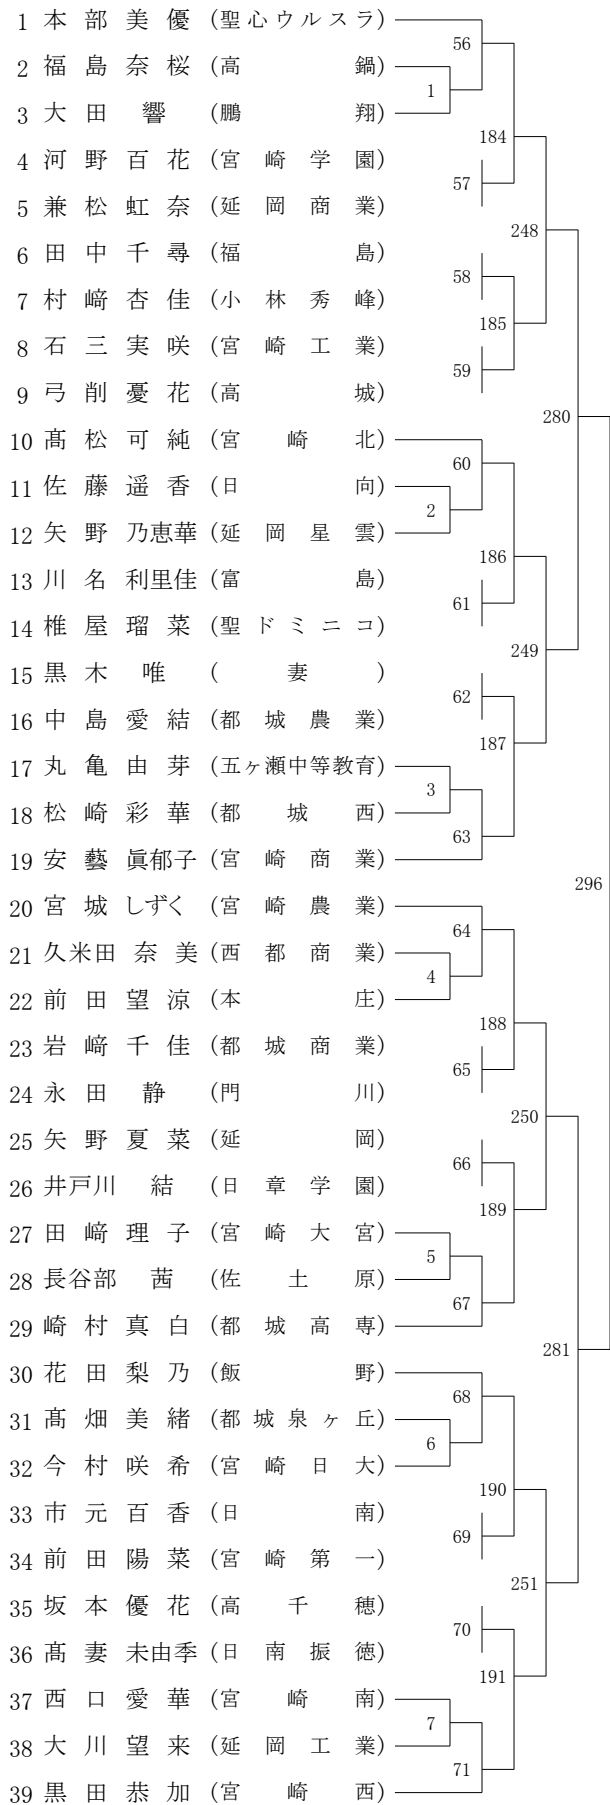 1 本部美優 (聖心ウルスラ)
56
2 福島奈桜 (高鍋)
1
3 大田響 (鵬翔)
184
4 河野百花 (宮崎学園)
57
5 兼松虹奈 (延岡商業)
248
6 田中千尋 (福島)
58
7 村﨑杏佳 (小林秀峰)
185
8 石三実咲 (宮崎工業)
59
9 弓削憂花 (高城)
280
10 髙松可純 (宮崎北)
60
11 佐藤遥香 (日向)
2
12 矢野乃恵華 (延岡星雲)
186
13 川名利里佳 (富島)
61
14 椎屋瑠菜 (聖ドミニコ)
249
15 黒木唯 (妻)
62
16 中島愛結 (都城農業)
187
17 丸亀由芽 (五ヶ瀬中等教育)
3
18 松崎彩華 (都城西)
63
19 安藝眞郁子 (宮崎商業)
296
20 宮城しずく (宮崎農業)
64
21 久米田奈美 (西都商業)
4
22 前田望涼 (本庄)
188
23 岩﨑千佳 (都城商業)
65
24 永田静 (門川)
250
25 矢野夏菜 (延岡)
66
26 井戸川結 (日章学園)
189
27 田﨑理子 (宮崎大宮)
5
28 長谷部茜 (佐土原)
67
29 崎村真白 (都城高専)
281
30 花田梨乃 (飯野)
68
31 髙畑美緒 (都城泉ヶ丘)
6
32 今村咲希 (宮崎日大)
190
33 市元百香 (日南)
69
34 前田陽菜 (宮崎第一)
251
35 坂本優花 (高千穂)
70
36 髙妻未由季 (日南振徳)
191
37 西口愛華 (宮崎南)
7
38 大川望来 (延岡工業)
71
39 黒田恭加 (宮崎西)